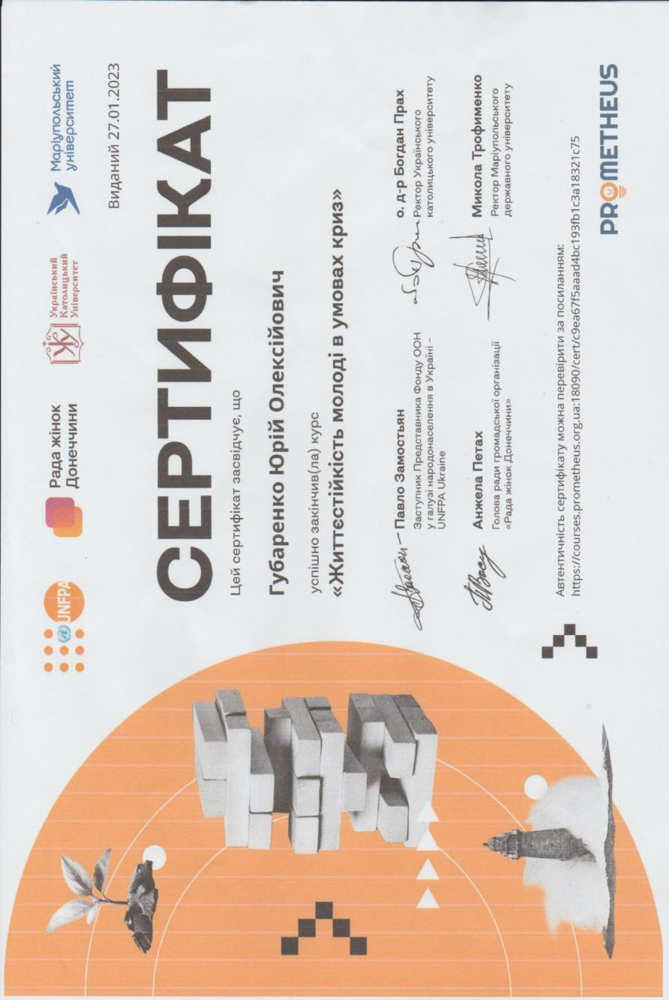 UNFPA
Рада жінок
Донеччини
Український
Католицький
Університет
Маріупольський
університет
Виданий 27.01.2023
СЕРТИФІКАТ
Цей сертифікат засвідчує, що
Губаренко Юрій Олексійович
успішно закінчив(ла) курс
«Життєстійкість молоді в умовах криз»
Павло Замостьян
Заступник Представника Фонду ООН
у галузі народонаселення в Україні -
UNFPA Ukraine
о. д-р Богдан Прах
Ректор Українського
католицького університету
Анжела Петах
Голова ради громадської організації
«Рада жінок Донеччини»
Микола Трофименко
Ректор Маріупольського
державного університету
Автентичність сертифікату можна перевірити за посиланням:
https://courses.prometheus.org.ua:18090/cert/c9ea67f5aaad4bc193fb1c3a18321c75
PROMETHEUS